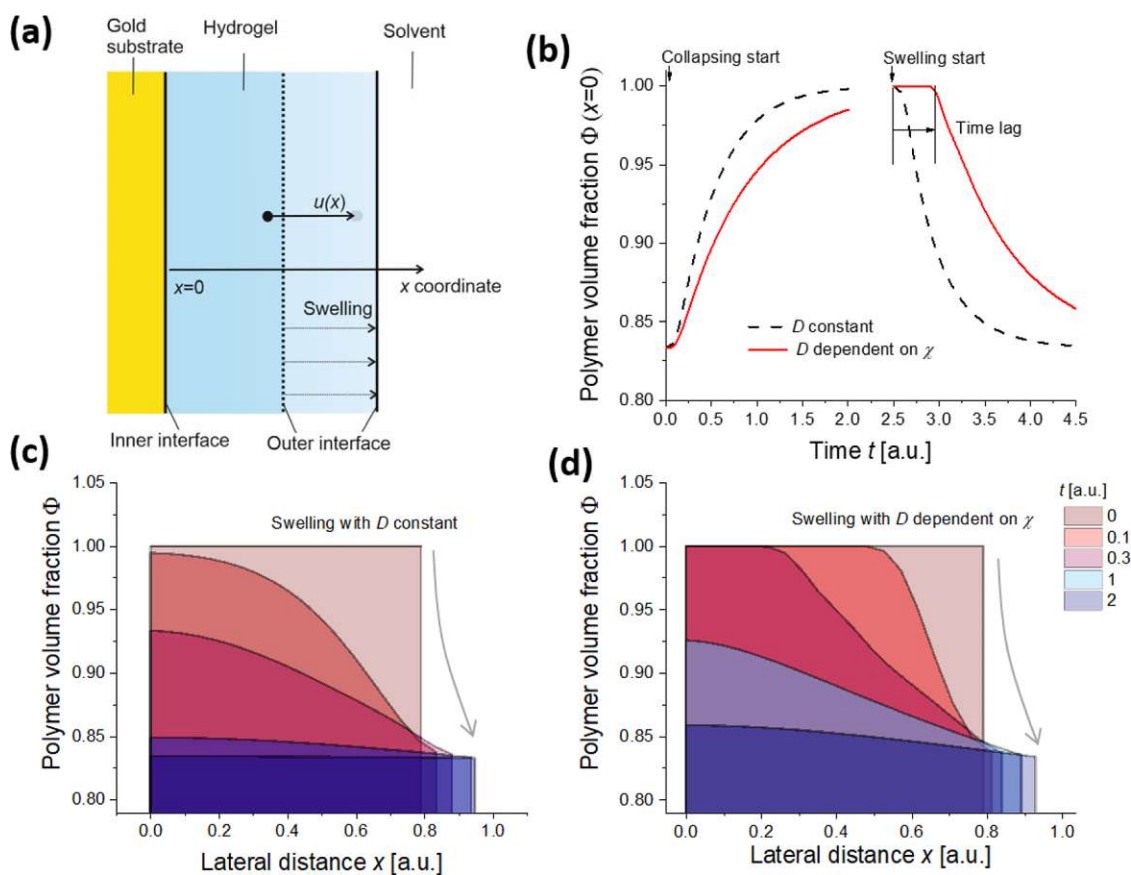 (a)
Gold
substrate
Hydrogel
Solvent
u(x)
x=0
x coordinate
Swelling
Inner interface
Outer interface
(b)
Collapsing start
Swelling start
Time lag
D constant
D dependent on χ
Polymer volume fraction Φ (x=0)
1.00
0.95
0.90
0.85
0.80
0.0 0.5 1.0 1.5 2.0 2.5 3.0 3.5 4.0 4.5
Time t [a.u.]
(c)
Swelling with D constant
Polymer volume fraction Φ
1.05
1.00
0.95
0.90
0.85
0.80
0.0 0.2 0.4 0.6 0.8 1.0
Lateral distance x [a.u.]
(d)
Swelling with D dependent on χ
Polymer volume fraction Φ
1.05
1.00
0.95
0.90
0.85
0.80
0.0 0.2 0.4 0.6 0.8 1.0
Lateral distance x [a.u.]
t [a.u.]
0
0.1
0.3
1
2